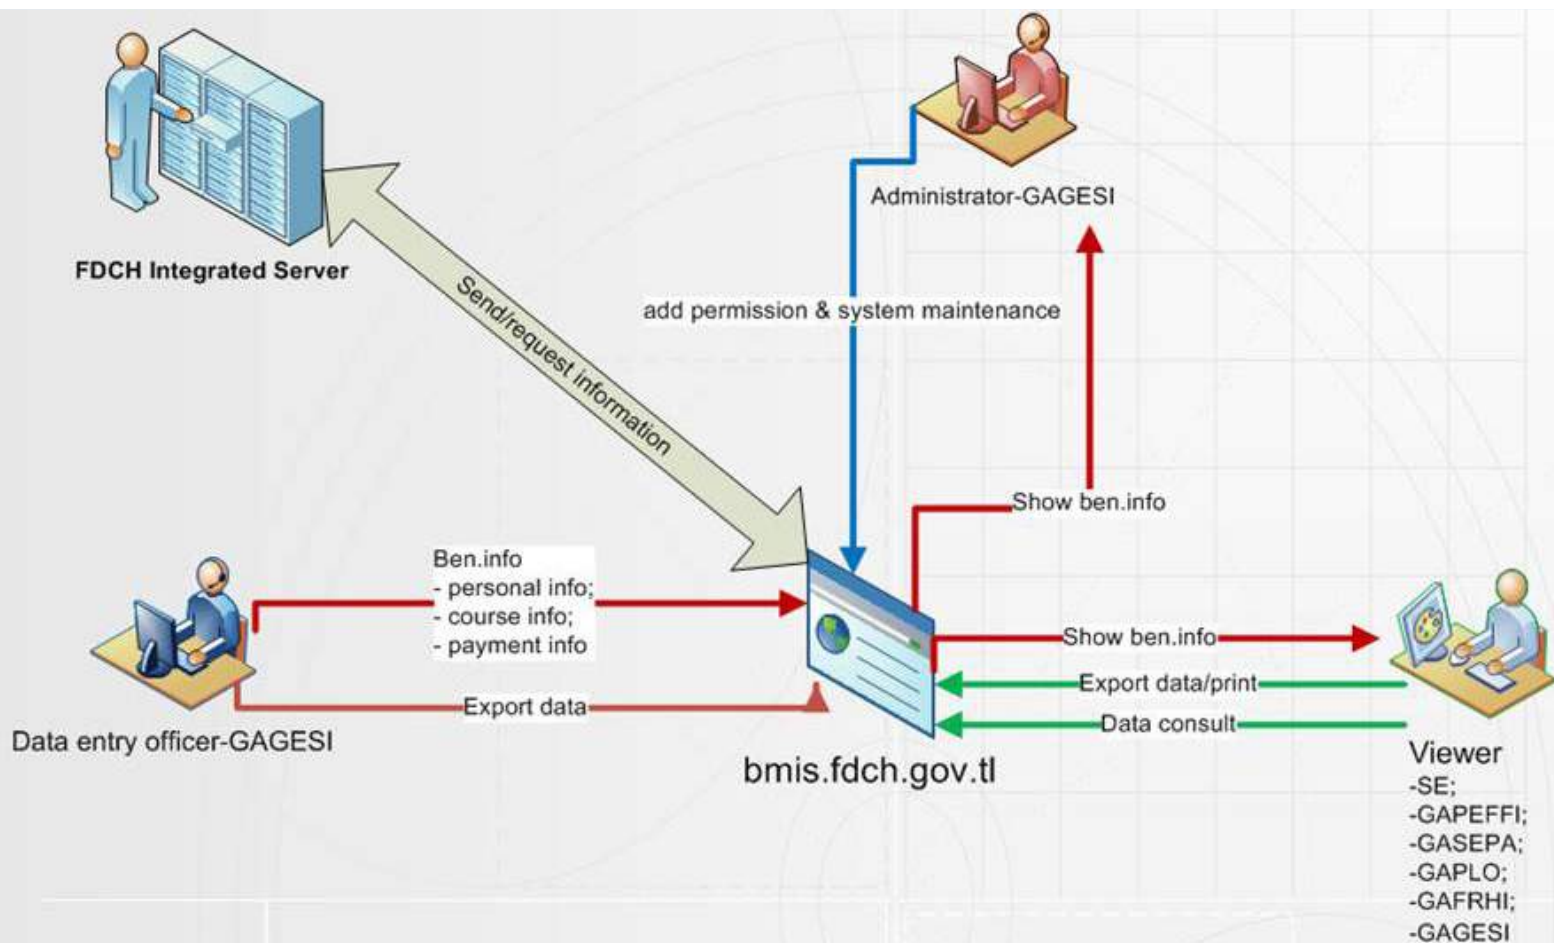 Administrator-GAGESI
FDCH Integrated Server
Send/request information
add permission & system maintenance
Show ben.info
Ben.info
- personal info;
- course info;
- payment info
Show ben.info
Export data/print
Export data
Data consult
Data entry officer-GAGESI
bmis.fdch.gov.tl
Viewer
-SE;
-GAPEFFI;
-GASEPA;
-GAPLO;
-GAFRHI;
-GAGESI